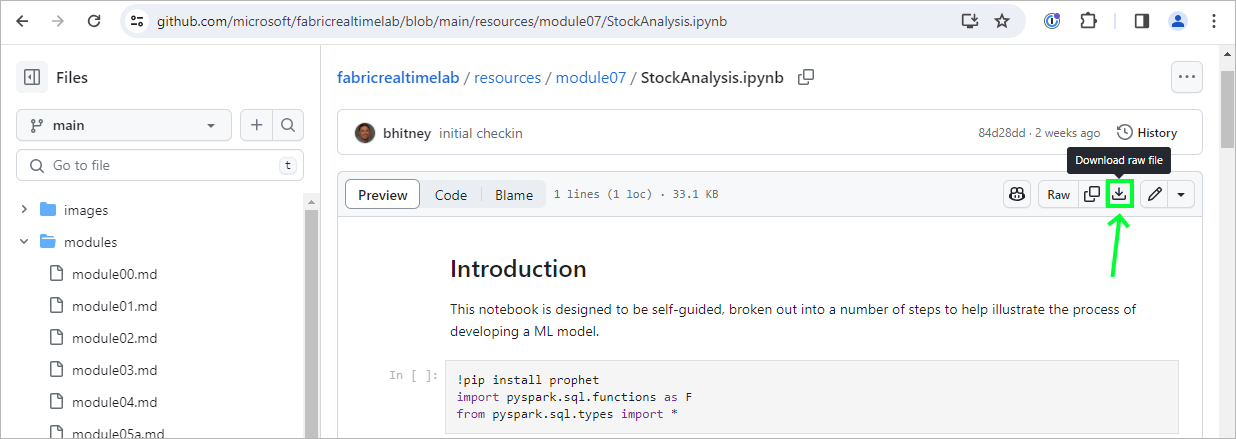 github.com/microsoft/fabricrealtimelab/blob/main/resources/module07/StockAnalysis.ipynb
Files
main
Go to file
t
images
modules
module00.md
module01.md
module02.md
module03.md
module04.md
module05a.md
fabricrealtimelab / resources / module07 / StockAnalysis.ipynb
bhitney initial checkin
84d28dd · 2 weeks ago
History
Download raw file
Preview Code Blame
1 lines (1 loc) · 33.1 KB
Raw
Introduction
This notebook is designed to be self-guided, broken out into a number of steps to help illustrate the process of
developing a ML model.
In [ ]:
!pip install prophet
import pyspark.sql.functions as F
from pyspark.sql.types import *